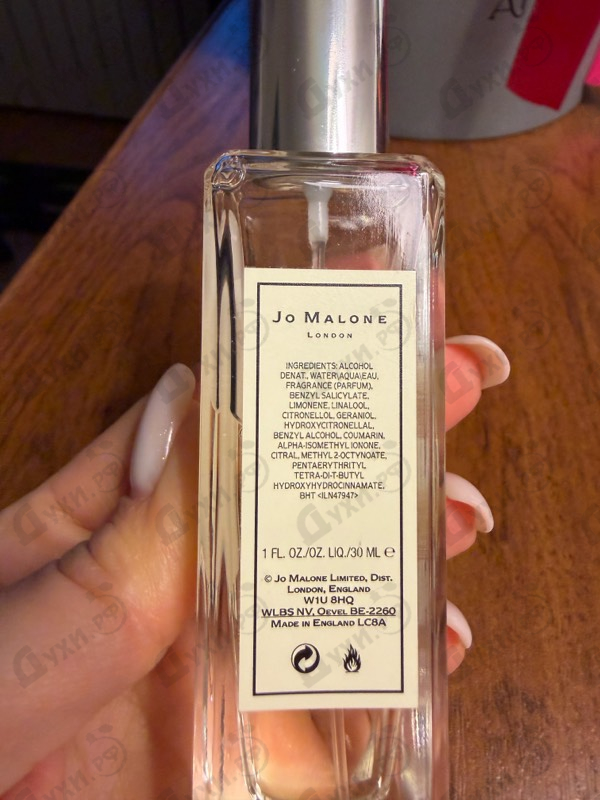 Jo Malone
London
INGREDIENTS: ALCOHOL
DENAT., WATER\AQUA\EAU,
FRAGRANCE (PARFUM),
BENZYL SALICYLATE,
LIMONENE, LINALOOL,
CITRONELLOL, GERANIOL,
HYDROXYCITRONELLAL,
BENZYL ALCOHOL, COUMARIN,
ALPHA-ISOMETHYL IONONE,
CITRAL, METHYL 2-OCTYNOATE,
PENTAERYTHRITYL
TETRA-DI-T-BUTYL
HYDROXYHYDROCINNAMATE,
BHT <ILN47947>
1 FL. OZ./OZ. LIQ./30 ML ℮
© Jo Malone Limited, Dist.
London, England
W1U 8HQ
WLBS NV, Oevel BE-2260
Made in England LC8A
Духи.РФ